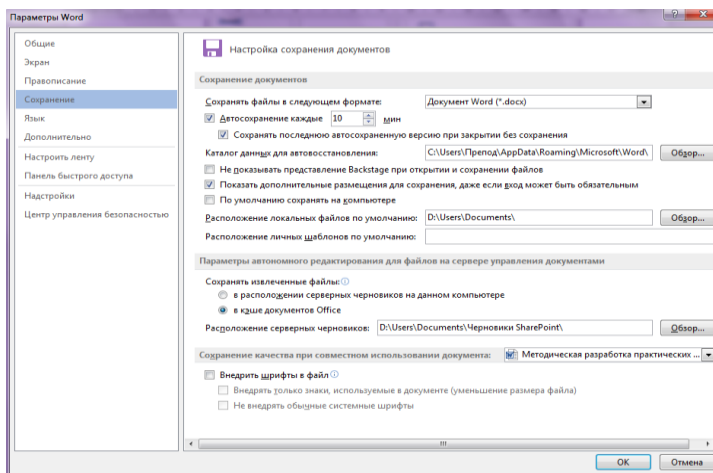 Параметры Word
Общие
Экран
Правописание
Сохранение
Язык
Дополнительно
Настроить ленту
Панель быстрого доступа
Надстройки
Центр управления безопасностью
Настройка сохранения документов
Сохранение документов
Сохранять файлы в следующем формате: Документ Word (*.docx)
Автосохранение каждые 10 мин
Сохранять последнюю автосохраненную версию при закрытии без сохранения
Каталог данных для автовосстановления: C:\Users\Препод\AppData\Roaming\Microsoft\Word\ Обзор...
Не показывать представление Backstage при открытии и сохранении файлов
Показать дополнительные размещения для сохранения, даже если вход может быть обязательным
По умолчанию сохранять на компьютере
Расположение локальных файлов по умолчанию: D:\Users\Documents\ Обзор...
Расположение личных шаблонов по умолчанию:
Параметры автономного редактирования для файлов на сервере управления документами
Сохранять извлеченные файлы:
в расположении серверных черновиков на данном компьютере
в кэше документов Office
Расположение серверных черновиков: D:\Users\Documents\Черновики SharePoint\ Обзор...
Сохранение качества при совместном использовании документа: Методическая разработка практических ...
Внедрить шрифты в файл
Внедрять только знаки, используемые в документе (уменьшение размера файла)
Не внедрять обычные системные шрифты
ОК Отмена